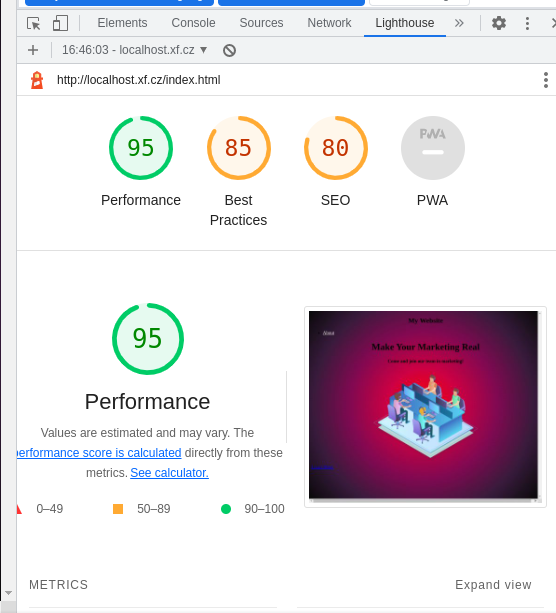 Elements Console Sources Network Lighthouse »
16:46:03 - localhost.xf.cz ▼
http://localhost.xf.cz/index.html
95 85 80 PWA
Performance Best Practices SEO PWA
95
Performance
Values are estimated and may vary. The
performance score is calculated directly from these
metrics. See calculator.
0–49 50–89 90–100
My Website
Make Your Marketing Real
METRICS Expand view